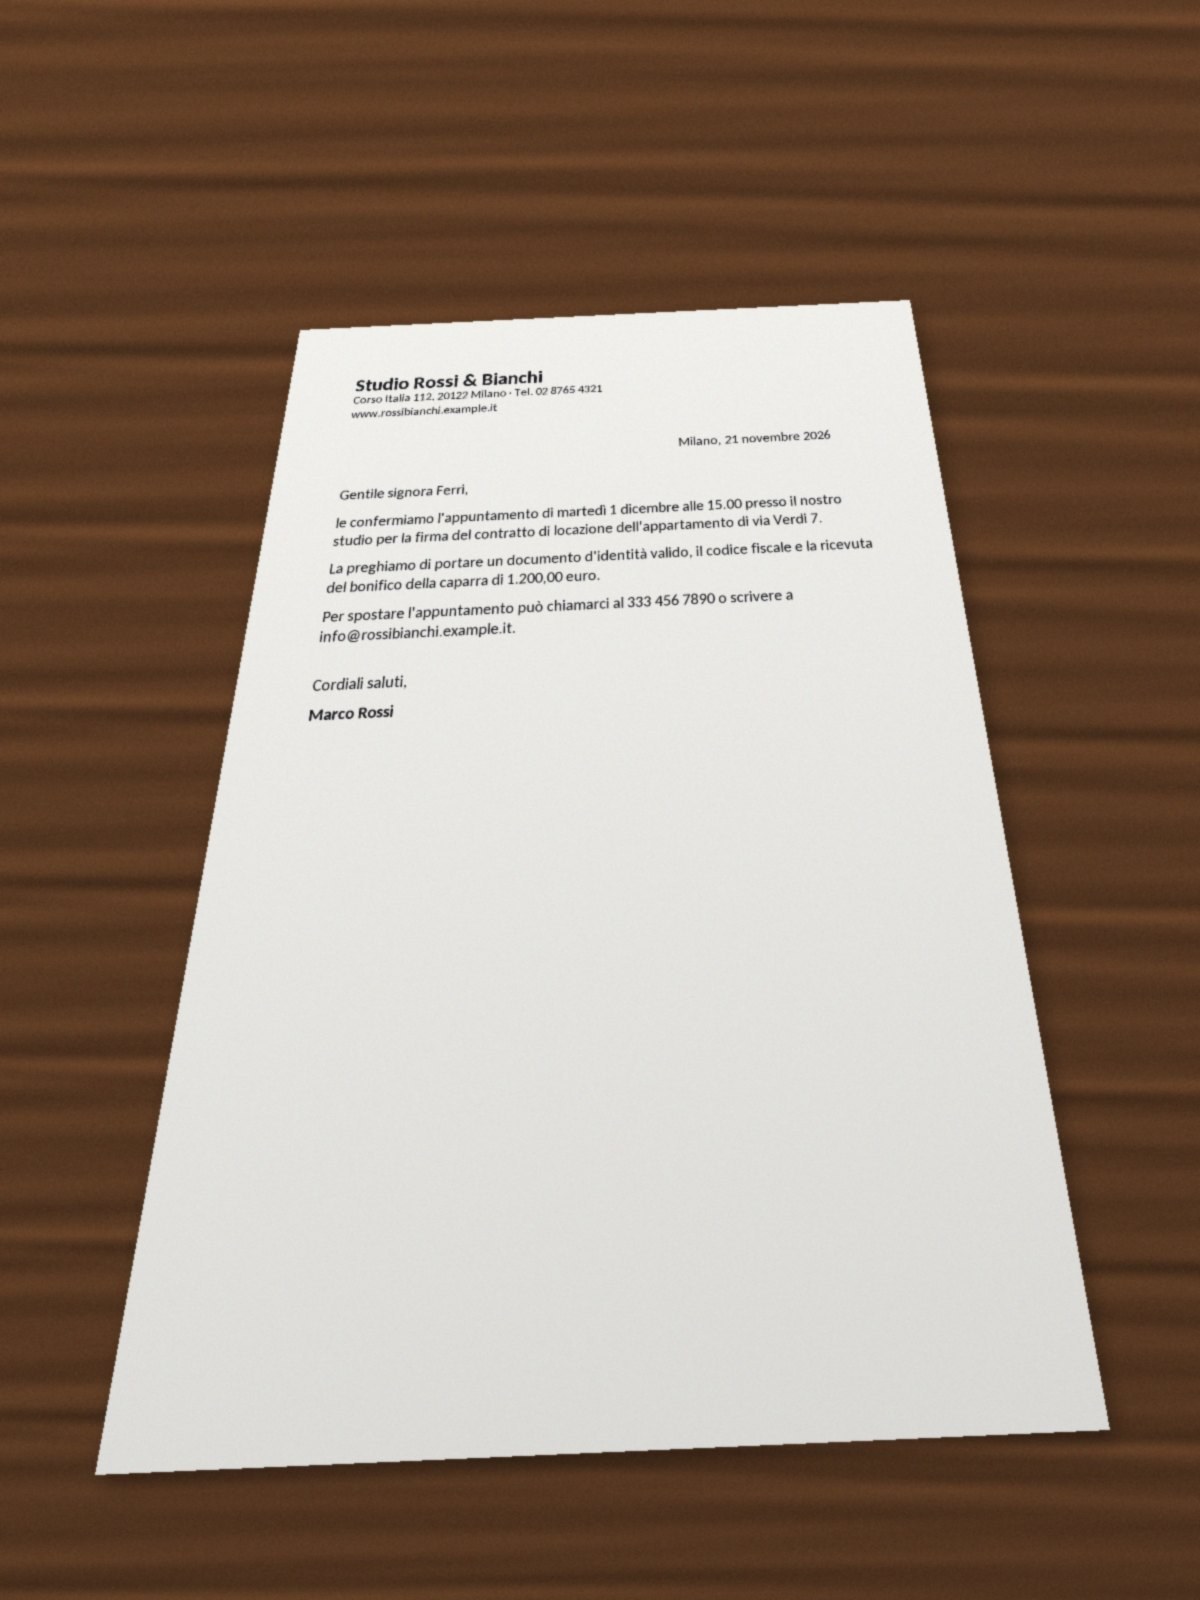 Studio Rossi & Bianchi
Corso Italia 112, 20122 Milano · Tel. 02 8765 4321
www.rossibianchi.example.it
Milano, 21 novembre 2026
Gentile signora Ferri,
le confermiamo l'appuntamento di martedì 1 dicembre alle 15.00 presso il nostro
studio per la firma del contratto di locazione dell'appartamento di via Verdi 7.
La preghiamo di portare un documento d'identità valido, il codice fiscale e la ricevuta
del bonifico della caparra di 1.200,00 euro.
Per spostare l'appuntamento può chiamarci al 333 456 7890 o scrivere a
info@rossibianchi.example.it.
Cordiali saluti,
Marco Rossi